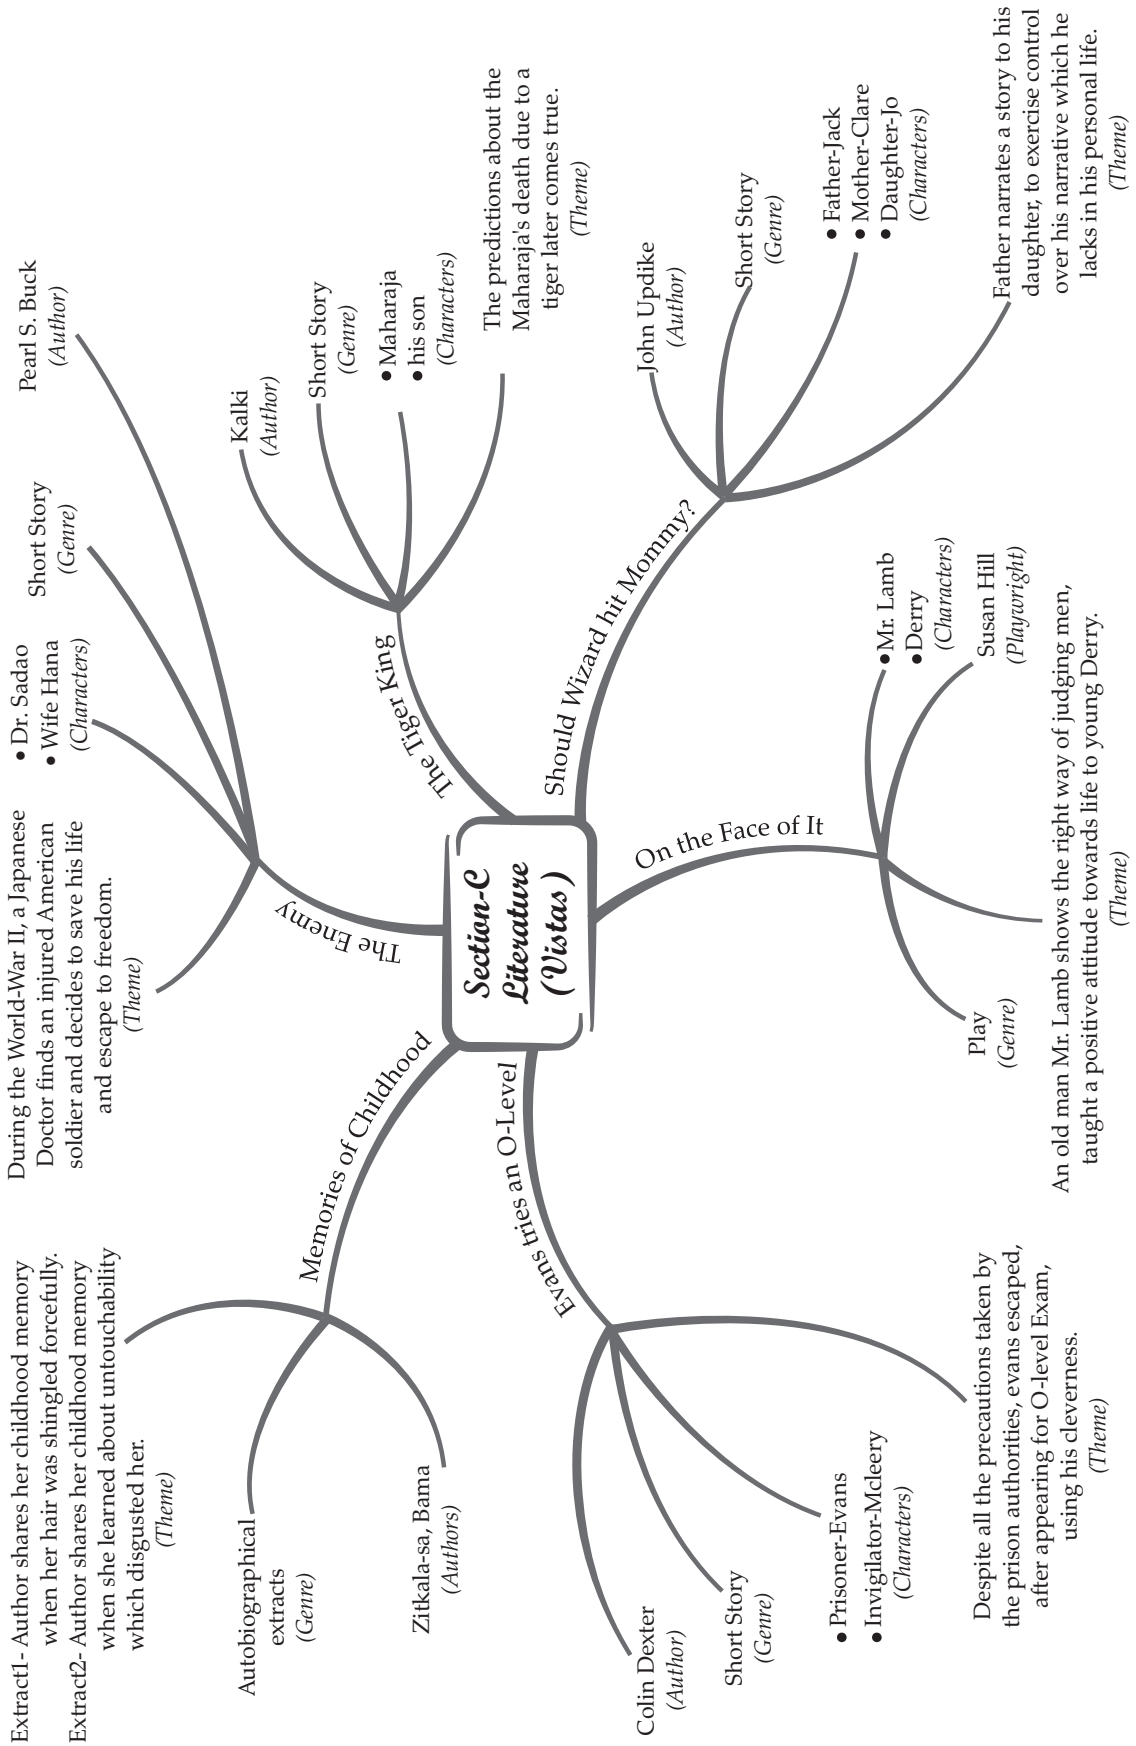 Section-C
Literature
(Vistas)
The Enemy
During the World-War II, a Japanese
Doctor finds an injured American
soldier and decides to save his life
and escape to freedom.
(Theme)
• Dr. Sadao
• Wife Hana
(Characters)
Short Story
(Genre)
Pearl S. Buck
(Author)
The Tiger King
Kalki
(Author)
Short Story
(Genre)
• Maharaja
• his son
(Characters)
The predictions about the
Maharaja's death due to a
tiger later comes true.
(Theme)
Should Wizard hit Mommy?
John Updike
(Author)
Short Story
(Genre)
• Father-Jack
• Mother-Clare
• Daughter-Jo
(Characters)
Father narrates a story to his
daughter, to exercise control
over his narrative which he
lacks in his personal life.
(Theme)
On the Face of It
• Mr. Lamb
• Derry
(Characters)
Susan Hill
(Playwright)
An old man Mr. Lamb shows the right way of judging men,
taught a positive attitude towards life to young Derry.
(Theme)
Play
(Genre)
Evans tries an O-Level
Despite all the precautions taken by
the prison authorities, evans escaped,
after appearing for O-level Exam,
using his cleverness.
(Theme)
• Prisoner-Evans
• Invigilator-Mcleery
(Characters)
Short Story
(Genre)
Colin Dexter
(Author)
Memories of Childhood
Zitkala-sa, Bama
(Authors)
Autobiographical
extracts
(Genre)
Extract1- Author shares her childhood memory
when her hair was shingled forcefully.
Extract2- Author shares her childhood memory
when she learned about untouchability
which disgusted her.
(Theme)